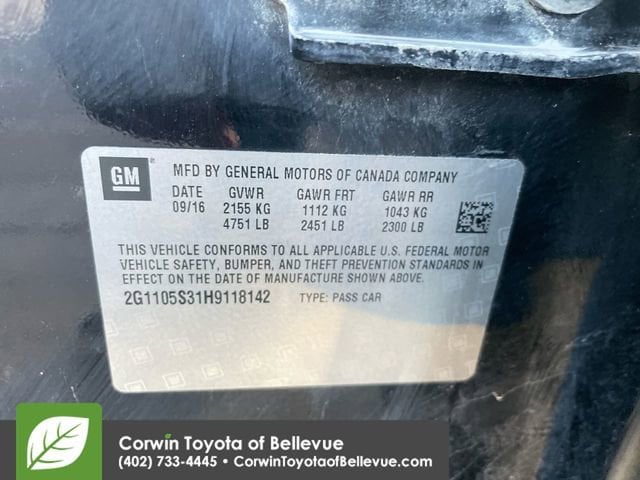 GM
MFD BY GENERAL MOTORS OF CANADA COMPANY
DATE GVWR GAWR FRT GAWR RR
09/16 2155 KG 1112 KG 1043 KG
4751 LB 2451 LB 2300 LB
THIS VEHICLE CONFORMS TO ALL APPLICABLE U.S. FEDERAL MOTOR
VEHICLE SAFETY, BUMPER, AND THEFT PREVENTION STANDARDS IN
EFFECT ON THE DATE OF MANUFACTURE SHOWN ABOVE.
2G1105S31H9118142 TYPE: PASS CAR
Corwin Toyota of Bellevue
(402) 733-4445 • CorwinToyotaofBellevue.com